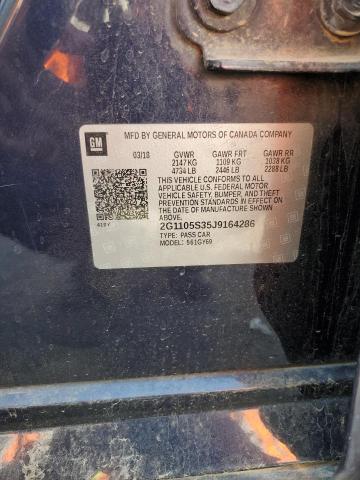 GM
MFD BY GENERAL MOTORS OF CANADA COMPANY
03/18 GVWR GAWR FRT GAWR RR
2147 KG 1109 KG 1038 KG
4734 LB 2446 LB 2288 LB
THIS VEHICLE CONFORMS TO ALL
APPLICABLE U.S. FEDERAL MOTOR
VEHICLE SAFETY, BUMPER, AND THEFT
PREVENTION STANDARDS IN EFFECT ON THE
DATE OF MANUFACTURE SHOWN
ABOVE.
419Y
2G1105S35J9164286
TYPE: PASS CAR
MODEL: 561GY69